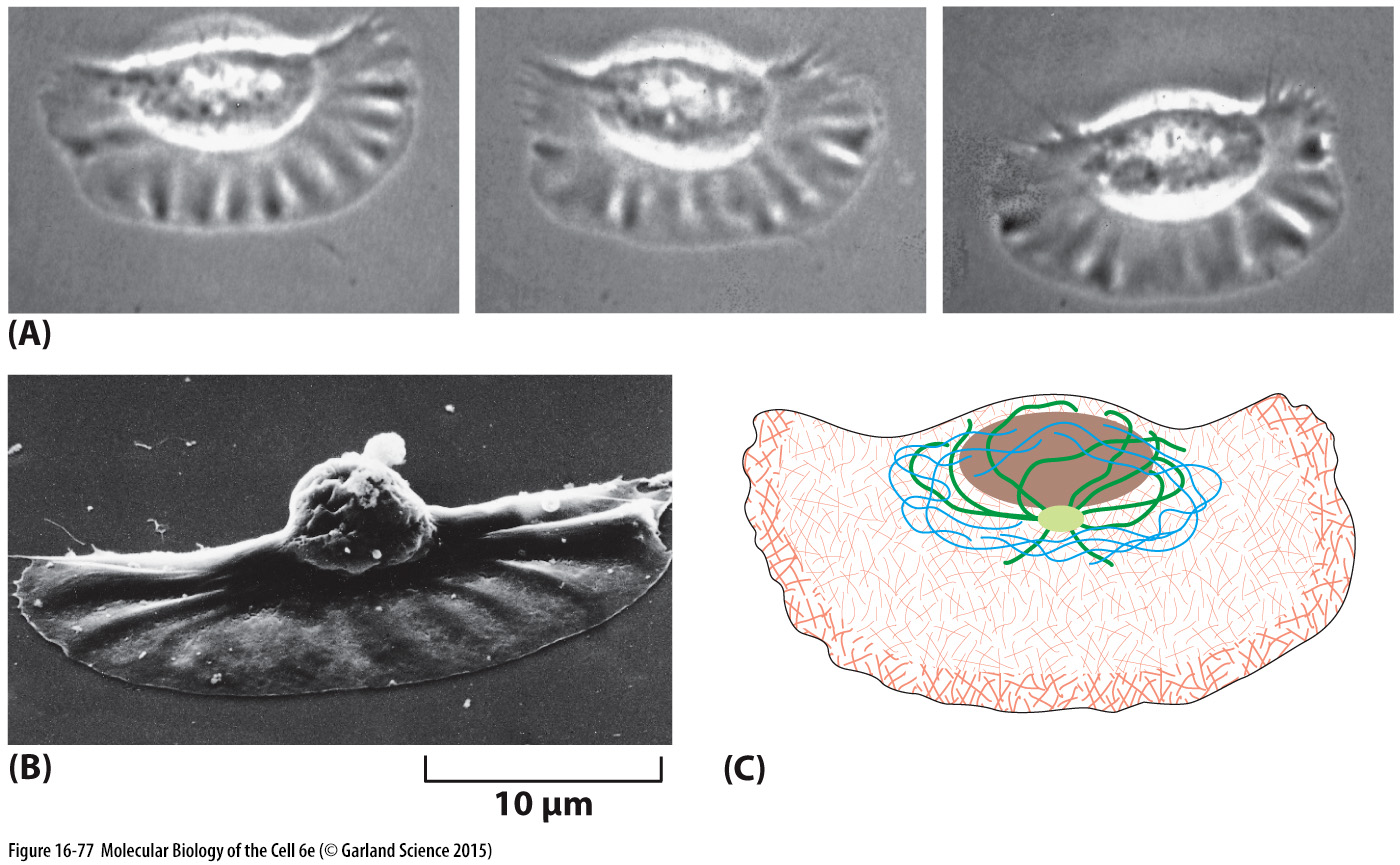 (A)
(B)
10 µm
(C)
Figure 16-77 Molecular Biology of the Cell 6e (© Garland Science 2015)